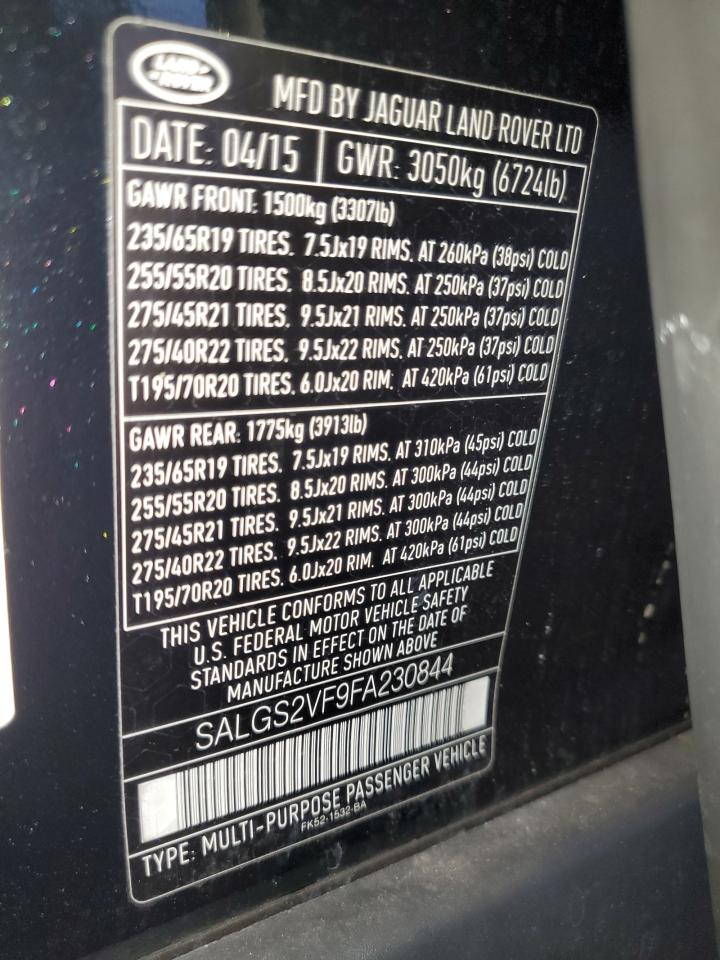 LAND-
-ROVER
MFD BY JAGUAR LAND ROVER LTD
DATE: 04/15 GWR: 3050kg (6724lb)
GAWR FRONT: 1500kg (3307lb)
235/65R19 TIRES. 7.5Jx19 RIMS. AT 260kPa (38psi) COLD
255/55R20 TIRES. 8.5Jx20 RIMS. AT 250kPa (37psi) COLD
275/45R21 TIRES. 9.5Jx21 RIMS. AT 250kPa (37psi) COLD
275/40R22 TIRES. 9.5Jx22 RIMS. AT 250kPa (37psi) COLD
T195/70R20 TIRES. 6.0Jx20 RIM. AT 420kPa (61psi) COLD
GAWR REAR: 1775kg (3913lb)
235/65R19 TIRES. 7.5Jx19 RIMS. AT 310kPa (45psi) COLD
255/55R20 TIRES. 8.5Jx20 RIMS. AT 300kPa (44psi) COLD
275/45R21 TIRES. 9.5Jx21 RIMS. AT 300kPa (44psi) COLD
275/40R22 TIRES. 9.5Jx22 RIMS. AT 300kPa (44psi) COLD
T195/70R20 TIRES. 6.0Jx20 RIM. AT 420kPa (61psi) COLD
THIS VEHICLE CONFORMS TO ALL APPLICABLE
U.S. FEDERAL MOTOR VEHICLE SAFETY
STANDARDS IN EFFECT ON THE DATE OF
MANUFACTURE SHOWN ABOVE
SALGS2VF9FA230844
TYPE: MULTI-PURPOSE PASSENGER VEHICLE
FK52-1532-BA